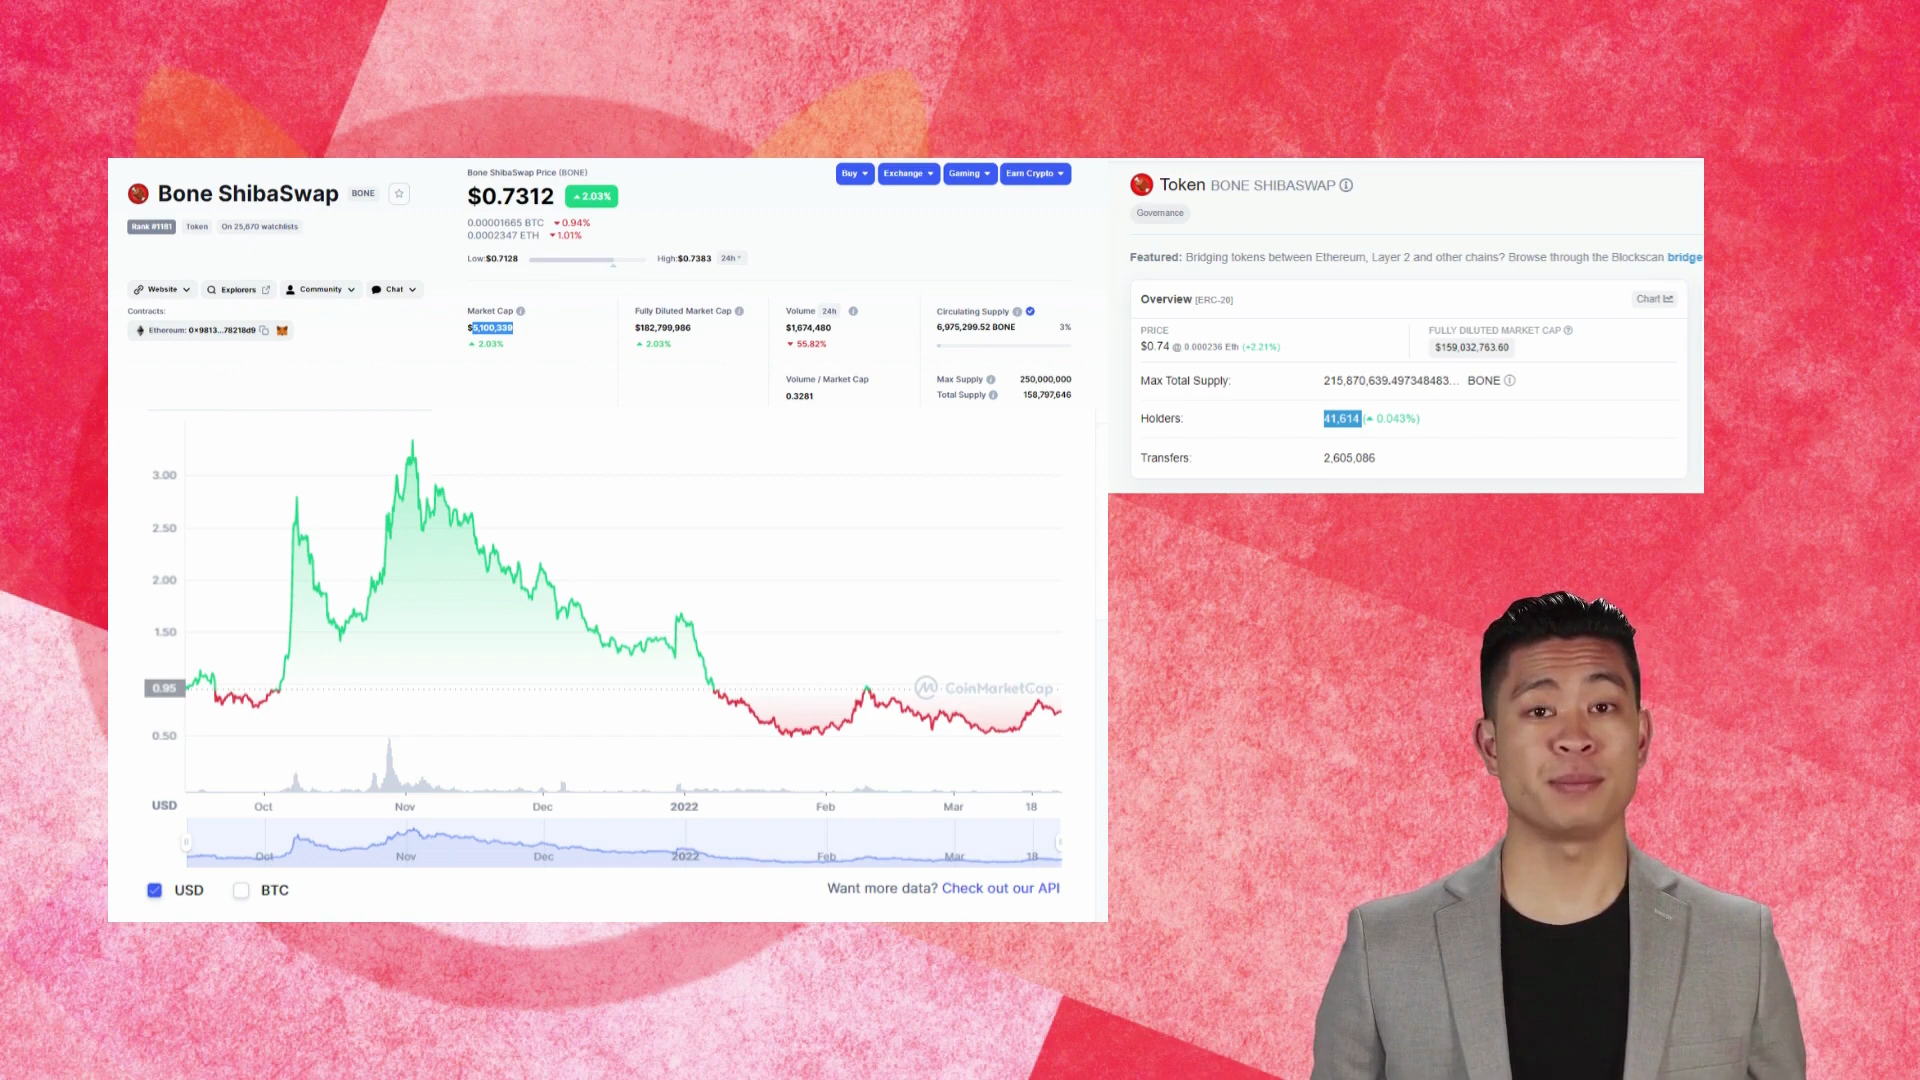 Bone ShibaSwap BONE
Rank #1181 Token On 25,670 watchlists
Website Explorers Community Chat
Contracts:
Ethereum: 0x9813...78218d9
Bone ShibaSwap Price (BONE)
$0.7312 2.03%
0.00001665 BTC 0.94%
0.0002347 ETH 1.01%
Low:$0.7128 High:$0.7383 24h
Buy Exchange Gaming Earn Crypto
Market Cap
$5,100,339
2.03%
Fully Diluted Market Cap
$182,799,986
2.03%
Volume 24h
$1,674,480
55.82%
Volume / Market Cap
0.3281
Circulating Supply
6,975,299.52 BONE 3%
Max Supply 250,000,000
Total Supply 158,797,646
3.00
2.50
2.00
1.50
0.95
0.50
CoinMarketCap
USD Oct Nov Dec 2022 Feb Mar 18
Oct Nov Dec 2022 Feb Mar 18
USD BTC
Want more data? Check out our API
Token BONE SHIBASWAP
Governance
Featured: Bridging tokens between Ethereum, Layer 2 and other chains? Browse through the Blockscan bridge
Overview [ERC-20] Chart
PRICE
$0.74 @ 0.000236 Eth (+2.21%)
FULLY DILUTED MARKET CAP
$159,032,763.60
Max Total Supply: 215,870,639.497348483... BONE
Holders: 41,614 ( 0.043%)
Transfers: 2,605,086